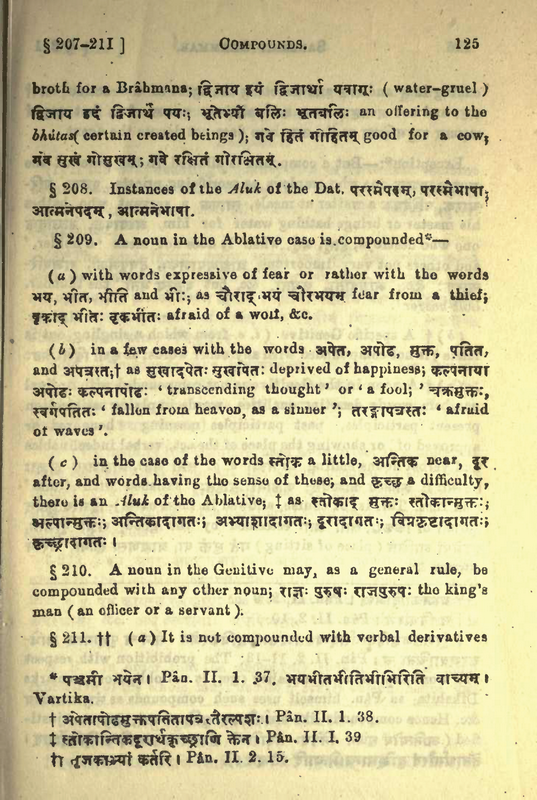 § 207-211 ] COMPOUNDS. 125
broth for a Brâhmana; द्विजाय इयं द्विजार्था यवागूः ( water-gruel )
द्विजाय इदं द्विजार्थं पयः; भूतेभ्यो बलिः भूतबलिः an offering to the
bhútas( certain created beings ); गवे हितं गोहितम् good for a cow,
गवे सुखं गोसुखम्; गवे रक्षितं गोरक्षितम्.
§ 208. Instances of the Aluk of the Dat. परस्मैपदम्, परस्मैभाषा,
आत्मनेपदम्, आत्मनेभाषा.
§ 209. A noun in the Ablative case is compounded*—
( a ) with words expressive of fear or rather with the words
भय, भीत, भीति and भीः; as चौराद् भयं चौरभयम् fear from a thief;
वृकाद् भीतः वृकभीतः afraid of a wolf, &c.
( b ) in a few cases with the words अपेत, अपोढ, मुक्त, पतित,
and अपत्रस्त;† as सुखादपेतः सुखापेतः deprived of happiness; कल्पनाया
अपोढः कल्पनापोढः ‘ transcending thought ’ or ‘ a fool; ’ चक्रमुक्तः,
स्वर्गपतितः ‘ fallen from heaven, as a sinner ’; तरङ्गापत्रस्तः ‘ afraid
of waves ’.
( c ) in the case of the words स्तोक a little, अन्तिक near, दूर
after, and words having the sense of these; and कृच्छ्र a difficulty,
there is an Aluk of the Ablative; ‡ as स्तोकाद् मुक्तः स्तोकान्मुक्तः;
अल्पान्मुक्तः; अन्तिकादागतः; अभ्याशादागतः; दूरादागतः; विप्रकृष्टादागतः;
कृच्छ्रादागतः ।
§ 210. A noun in the Genitive may, as a general rule, be
compounded with any other noun; राज्ञः पुरुषः राजपुरुषः the king's
man ( an officer or a servant ).
§ 211. †† (a) It is not compounded with verbal derivatives
* पञ्चमी भयेन । Pân. II. 1. 37. भयभीतभीतिभीभिरिति वाच्यम् ।
Vartika.
† अपेतापोढमुक्तपतितापत्रस्तैरल्पशः । Pân. II. 1. 38.
‡ स्तोकान्तिकदूरार्थकृच्छ्राणि क्तेन । Pân. II. I. 39
†† तृजकाभ्यां कर्तरि । Pân. II. 2. 15.